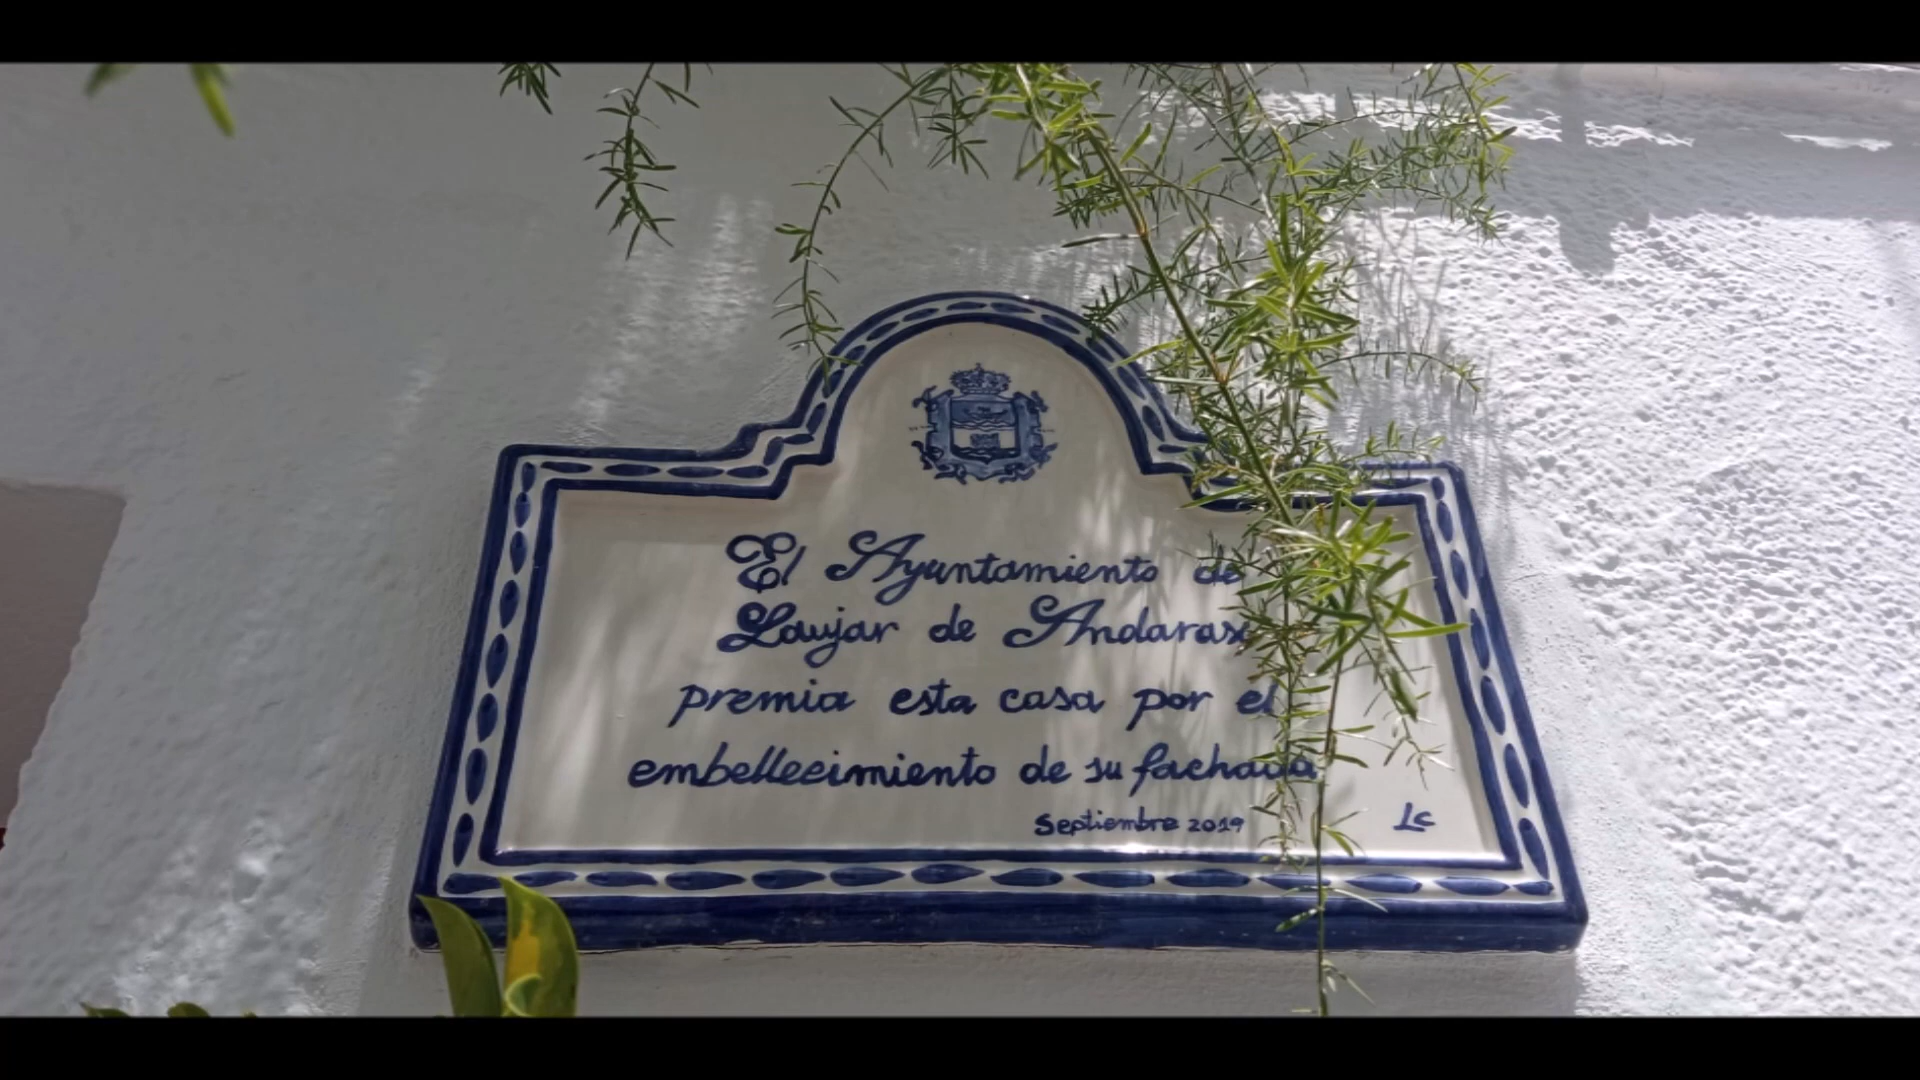 El Ayuntamiento de
Laujar de Andarax
premia esta casa por el
embellecimiento de su fachada
Septiembre 2019
Lc